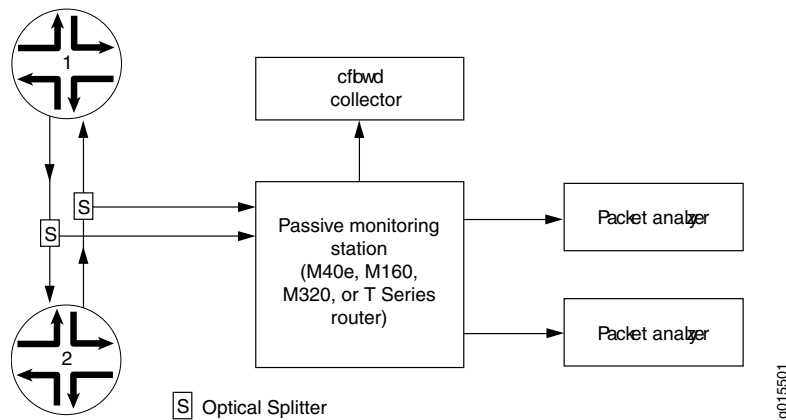 1
cfbwd
collector
S
S
Passive monitoring
station
(M40e, M160,
M320, or T Series
router)
Packet analyzer
Packet analyzer
2
S Optical Splitter
g015501